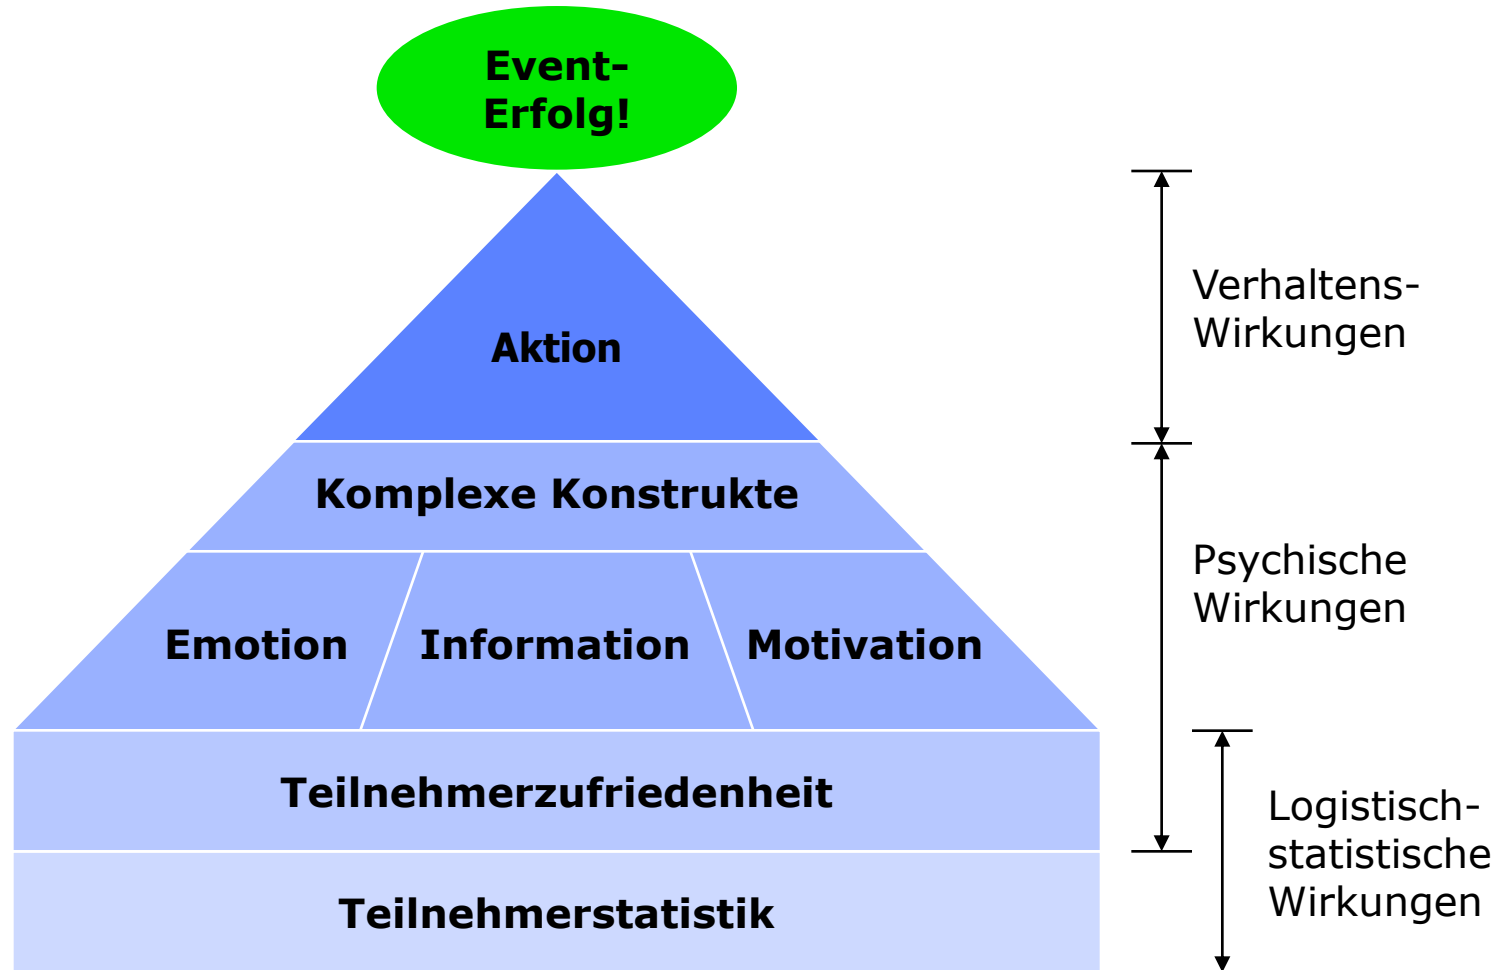 Event-
Erfolg!
Aktion
Verhaltens-
Wirkungen
Komplexe Konstrukte
Psychische
Wirkungen
Emotion
Information
Motivation
Teilnehmerzufriedenheit
Logistisch-
statistische
Wirkungen
Teilnehmerstatistik